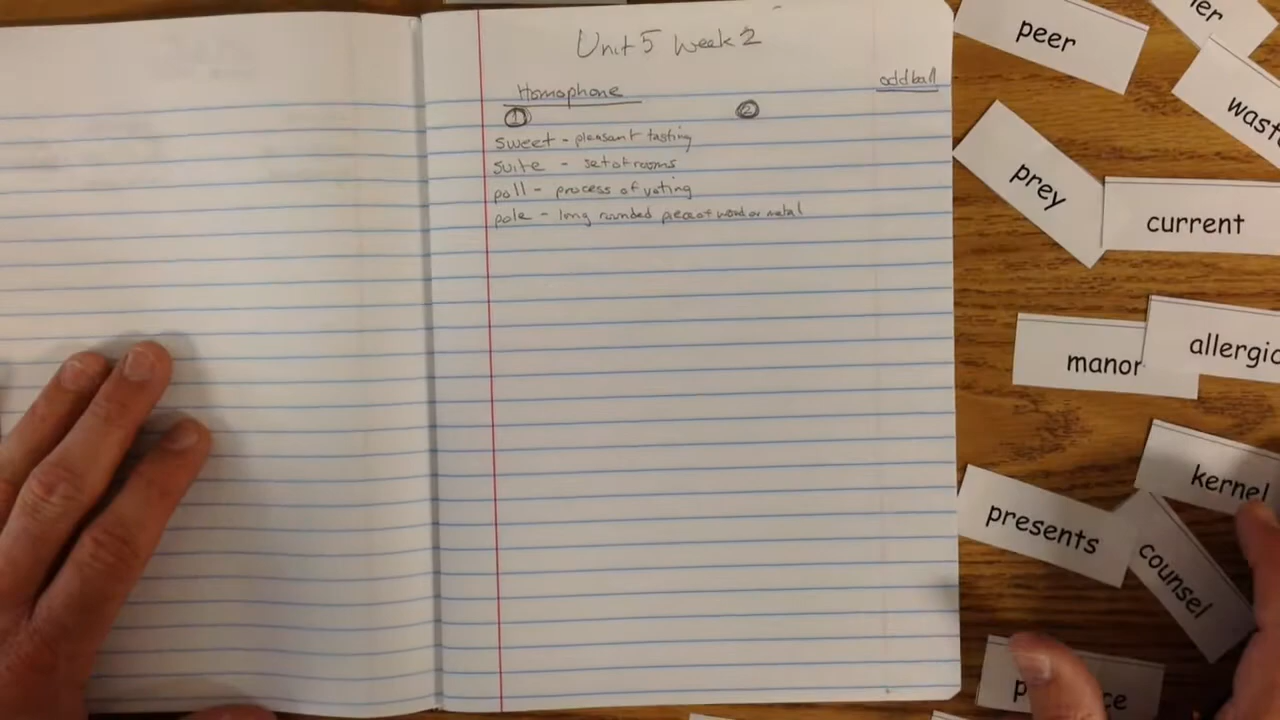 Unit 5 Week 2
Homophone
oddball
1
2
sweet - pleasant tasting
suite - set of rooms
poll - process of voting
pole - long rounded piece of wood or metal
peer
prey
current
manor
allergic
kernel
presents
counsel